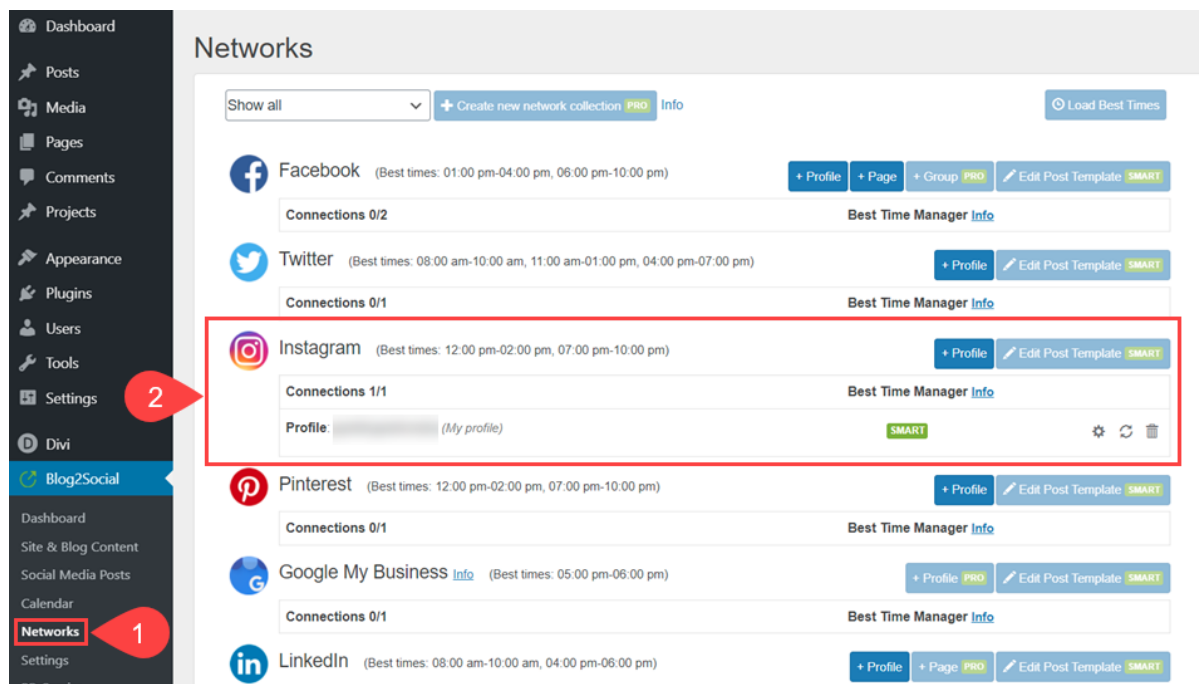 Dashboard
Posts
Media
Pages
Comments
Projects
Appearance
Plugins
Users
Tools
Settings
Divi
Blog2Social
Dashboard
Site & Blog Content
Social Media Posts
Calendar
Networks
1
Settings
2
Networks
Show all + Create new network collection PRO Info Load Best Times
Facebook (Best times: 01:00 pm-04:00 pm, 06:00 pm-10:00 pm) + Profile + Page + Group PRO Edit Post Template SMART
Connections 0/2 Best Time Manager Info
Twitter (Best times: 08:00 am-10:00 am, 11:00 am-01:00 pm, 04:00 pm-07:00 pm) + Profile Edit Post Template SMART
Connections 0/1 Best Time Manager Info
Instagram (Best times: 12:00 pm-02:00 pm, 07:00 pm-10:00 pm) + Profile Edit Post Template SMART
Connections 1/1 Best Time Manager Info
Profile: (My profile) SMART
Pinterest (Best times: 12:00 pm-02:00 pm, 07:00 pm-10:00 pm) + Profile Edit Post Template SMART
Connections 0/1 Best Time Manager Info
Google My Business Info (Best times: 05:00 pm-06:00 pm) + Profile PRO Edit Post Template SMART
Connections 0/1 Best Time Manager Info
LinkedIn (Best times: 08:00 am-10:00 am, 04:00 pm-06:00 pm) + Profile + Page PRO Edit Post Template SMART